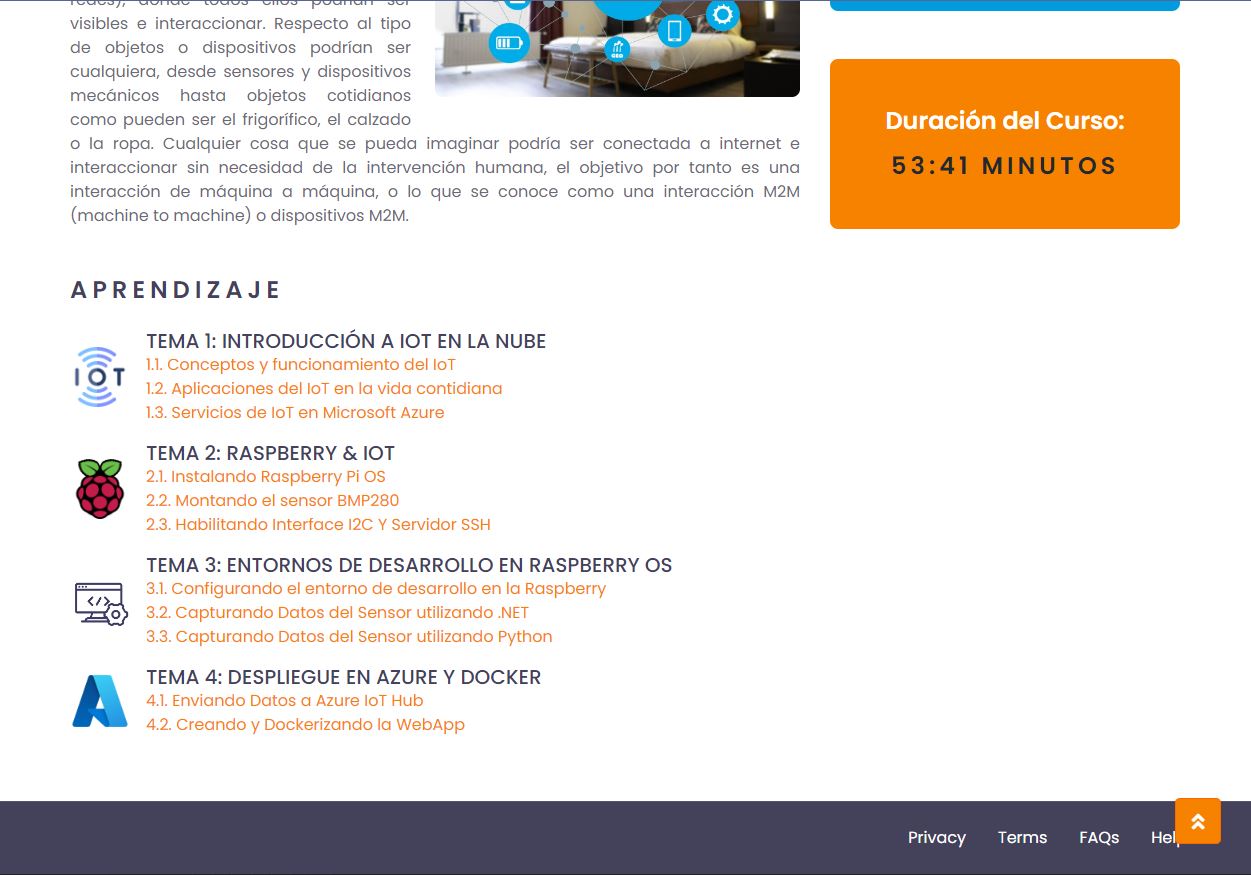 redes), donde todos ellos podrían ser
visibles e interaccionar. Respecto al tipo
de objetos o dispositivos podrían ser
cualquiera, desde sensores y dispositivos
mecánicos hasta objetos cotidianos
como pueden ser el frigorífico, el calzado
o la ropa. Cualquier cosa que se pueda imaginar podría ser conectada a internet e
interaccionar sin necesidad de la intervención humana, el objetivo por tanto es una
interacción de máquina a máquina, o lo que se conoce como una interacción M2M
(machine to machine) o dispositivos M2M.
Duración del Curso:
53:41 MINUTOS
APRENDIZAJE
IOT
TEMA 1: INTRODUCCIÓN A IOT EN LA NUBE
1.1. Conceptos y funcionamiento del IoT
1.2. Aplicaciones del IoT en la vida contidiana
1.3. Servicios de IoT en Microsoft Azure
TEMA 2: RASPBERRY & IOT
2.1. Instalando Raspberry Pi OS
2.2. Montando el sensor BMP280
2.3. Habilitando Interface I2C Y Servidor SSH
TEMA 3: ENTORNOS DE DESARROLLO EN RASPBERRY OS
3.1. Configurando el entorno de desarrollo en la Raspberry
3.2. Capturando Datos del Sensor utilizando .NET
3.3. Capturando Datos del Sensor utilizando Python
TEMA 4: DESPLIEGUE EN AZURE Y DOCKER
4.1. Enviando Datos a Azure IoT Hub
4.2. Creando y Dockerizando la WebApp
Privacy Terms FAQs Help